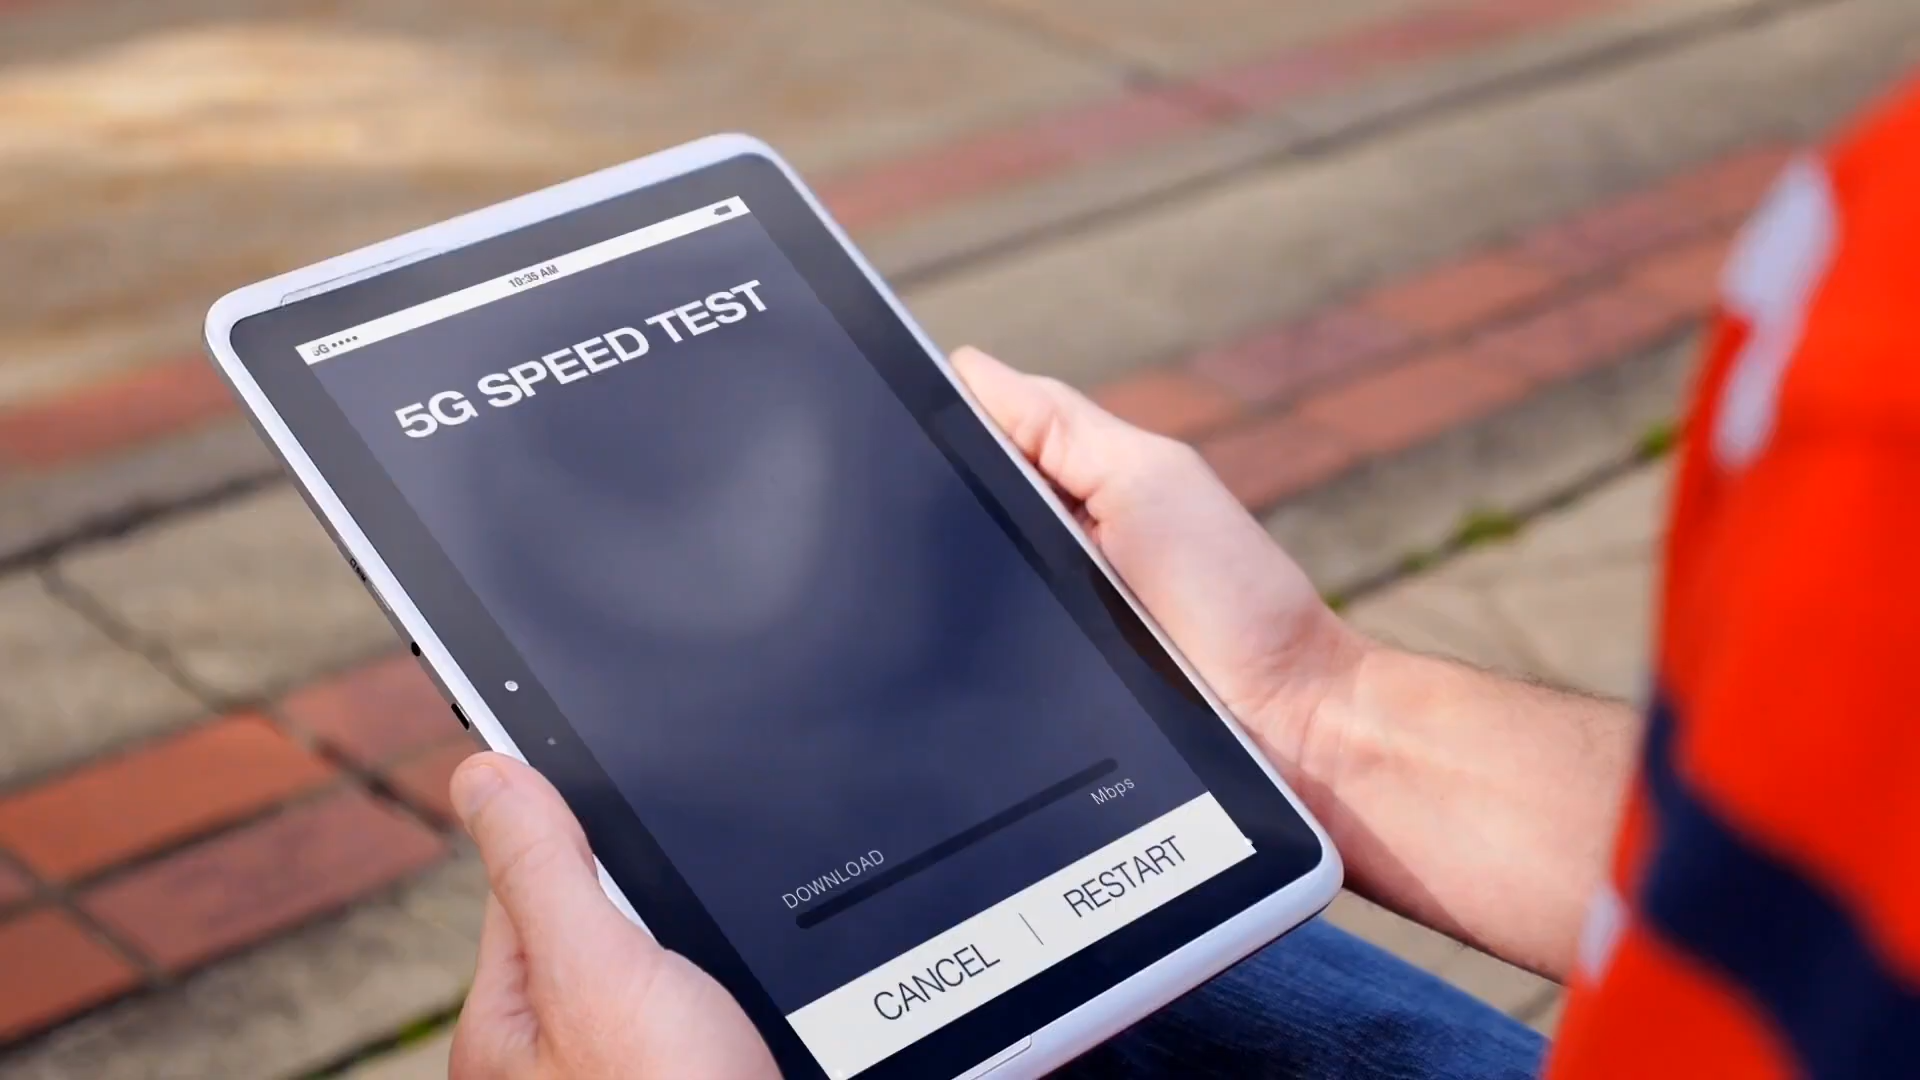 5G
10:35 AM
5G SPEED TEST
DOWNLOAD
Mbps
CANCEL | RESTART